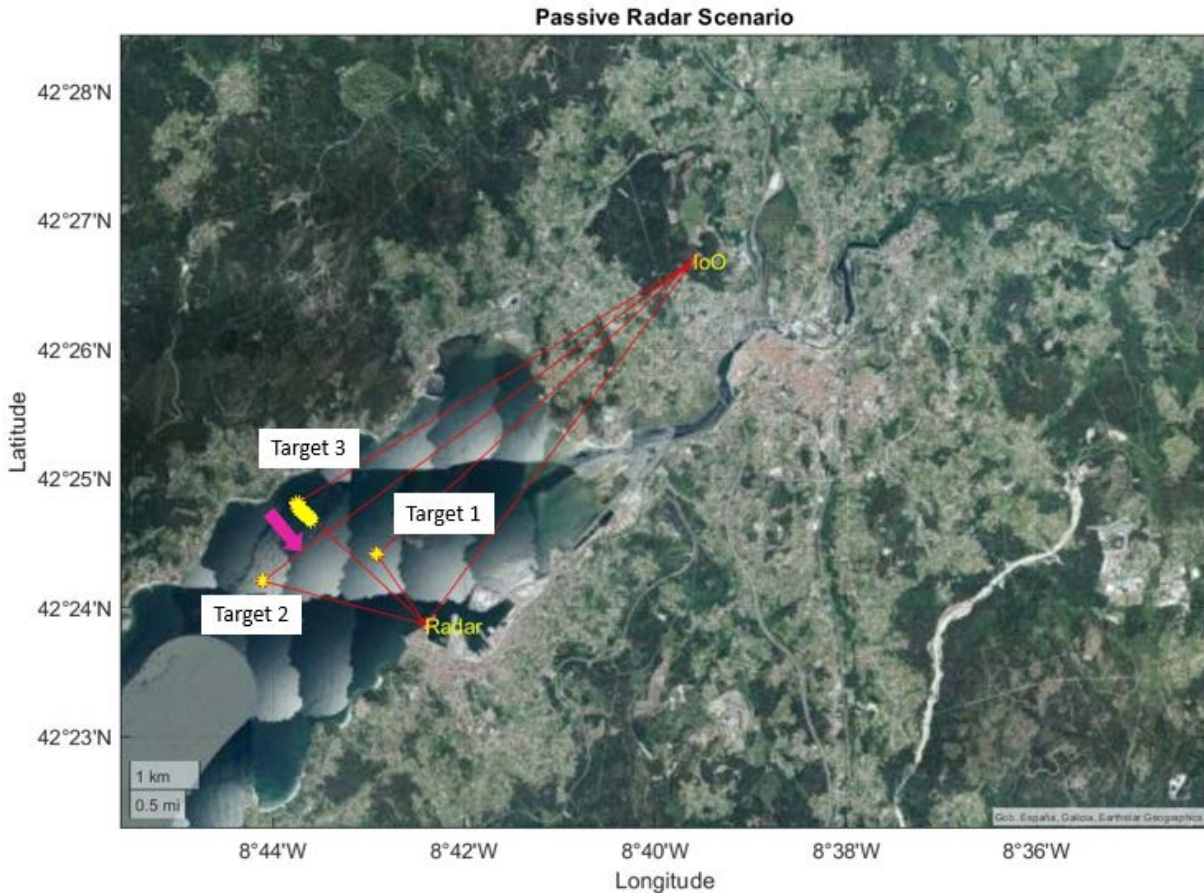 Passive Radar Scenario
42°28'N
42°27'N
42°26'N
42°25'N
42°24'N
42°23'N
Latitude
IoO
Target 3
Target 1
Target 2
Radar
1 km
0.5 mi
Gob. España, Galicia, Earthstar Geographics
8°44'W
8°42'W
8°40'W
8°38'W
8°36'W
Longitude